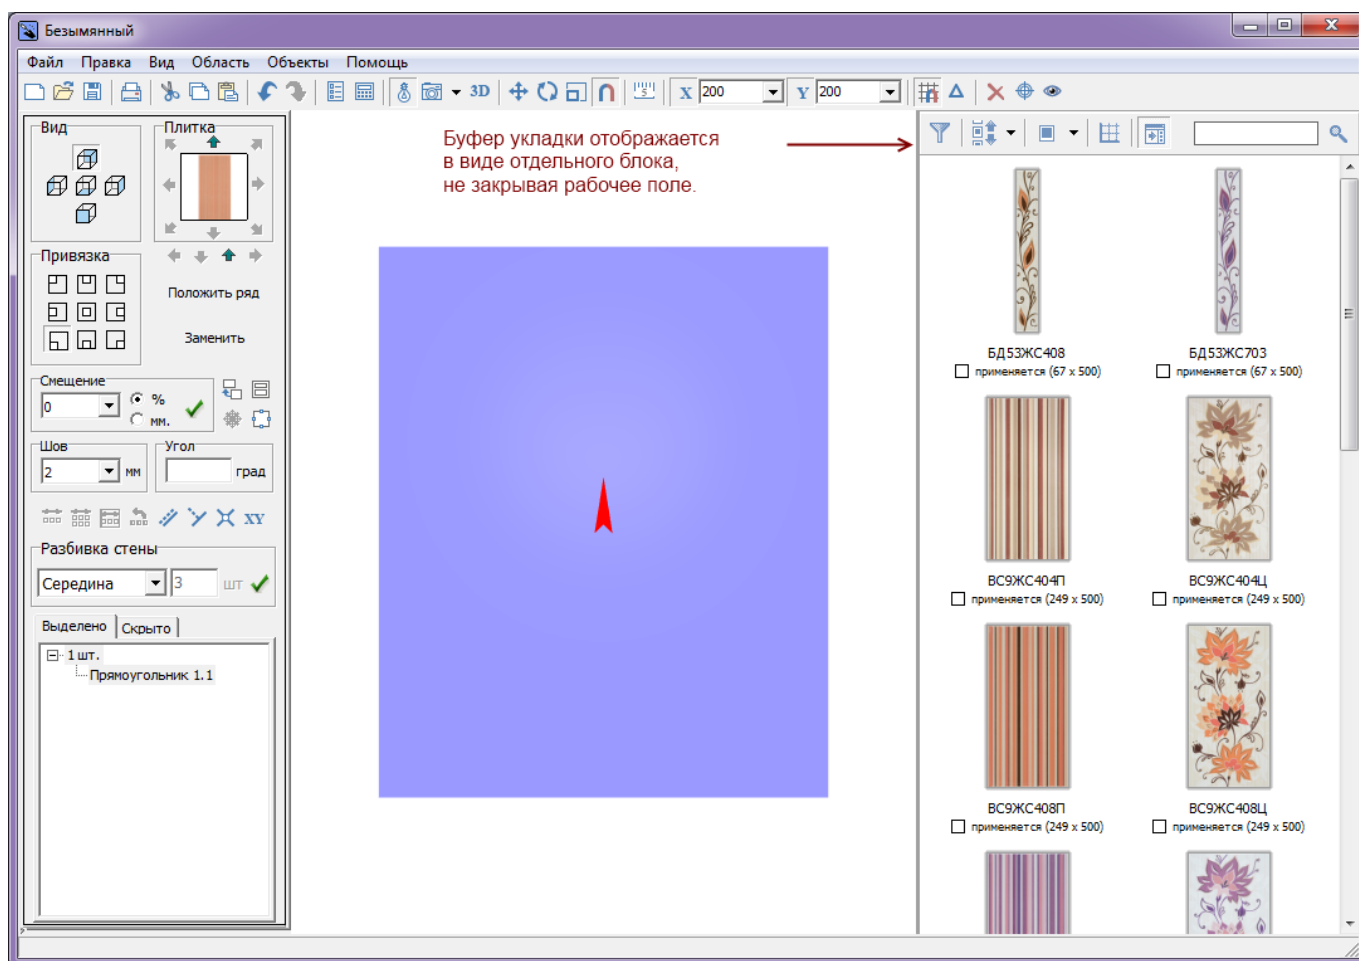 Безымянный
Файл Правка Вид Область Объекты Помощь
3D 5 X 200 Y 200
Вид
Плитка
Буфер укладки отображается
в виде отдельного блока,
не закрывая рабочее поле.
Привязка
Положить ряд
Заменить
Смещение
0 %
мм.
Шов
Угол
2 мм град
XY
Разбивка стены
Середина 3 шт
Выделено Скрыто
1 шт.
Прямоугольник 1.1
БД53ЖС408 БД53ЖС703
применяется (67 x 500) применяется (67 x 500)
ВС9ЖС404П ВС9ЖС404Ц
применяется (249 x 500) применяется (249 x 500)
ВС9ЖС408П ВС9ЖС408Ц
применяется (249 x 500) применяется (249 x 500)